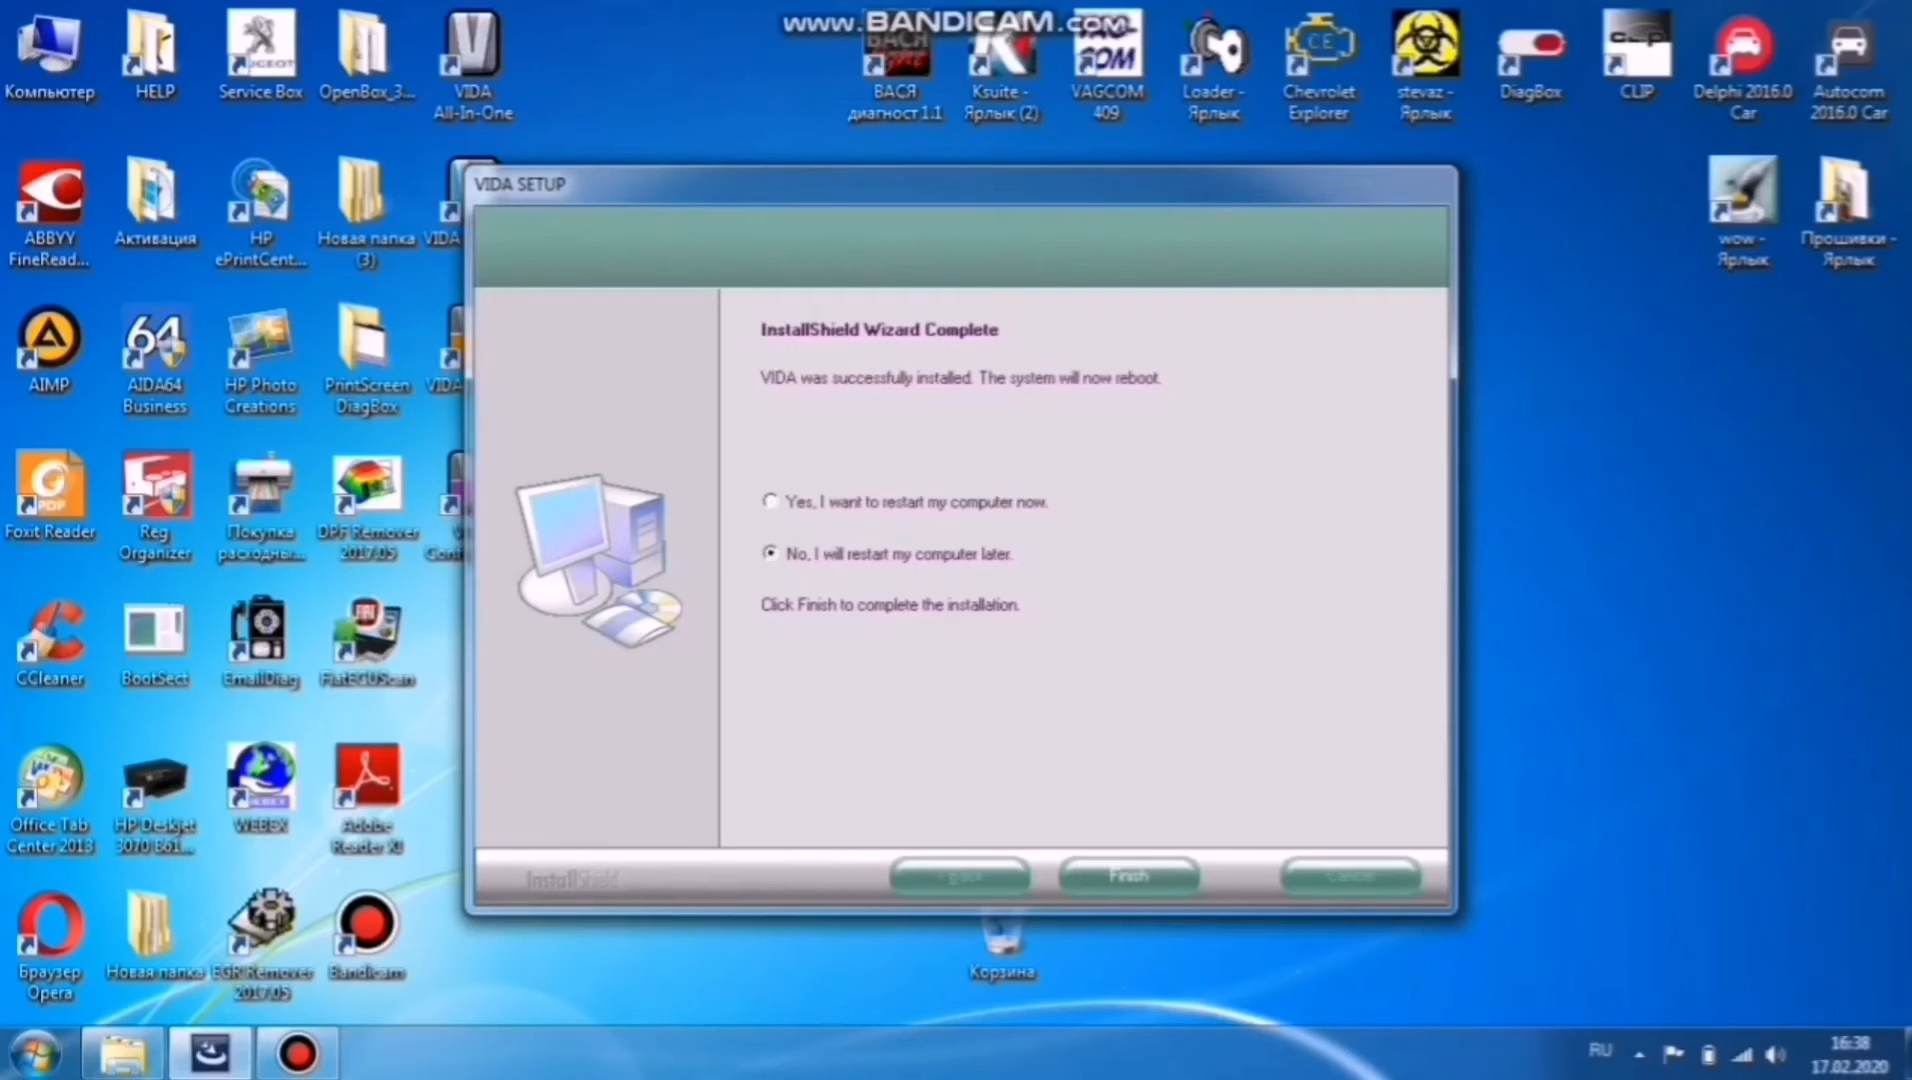 www.BANDICAM.com
Компьютер
HELP
Service Box
OpenBox_3...
VIDA
All-In-One
ВАСЯ
диагност 1.1
Ksuite -
Ярлык (2)
VAGCOM
409
Loader -
Ярлык
Chevrolet
Explorer
stevaz -
Ярлык
DiagBox
CLIP
Delphi 2016.0
Car
Autocom
2016.0 Car
ABBYY
FineRead...
Активация
HP
ePrintCent...
Новая папка
(3)
VIDA
wow -
Ярлык
Прошивки -
Ярлык
VIDA SETUP
InstallShield Wizard Complete
VIDA was successfully installed. The system will now reboot.
Yes, I want to restart my computer now.
No, I will restart my computer later.
Click Finish to complete the installation.
InstallShield
Back
Finish
Cancel
AIMP
64
AIDA64
Business
HP Photo
Creations
PrintScreen
DiagBox
VIDA
PDF
Foxit Reader
Reg
Organizer
Покупка
расходны...
DPF Remover
2017.05
CCleaner
BootSect
EmailDiag
FiatECUScan
Office Tab
Center 2013
HP Deskjet
3070 B61...
WEBEX
Adobe
Reader XI
Браузер
Opera
Новая папка
EGR Remover
2017.05
Bandicam
Корзина
RU
16:38
17.02.2020